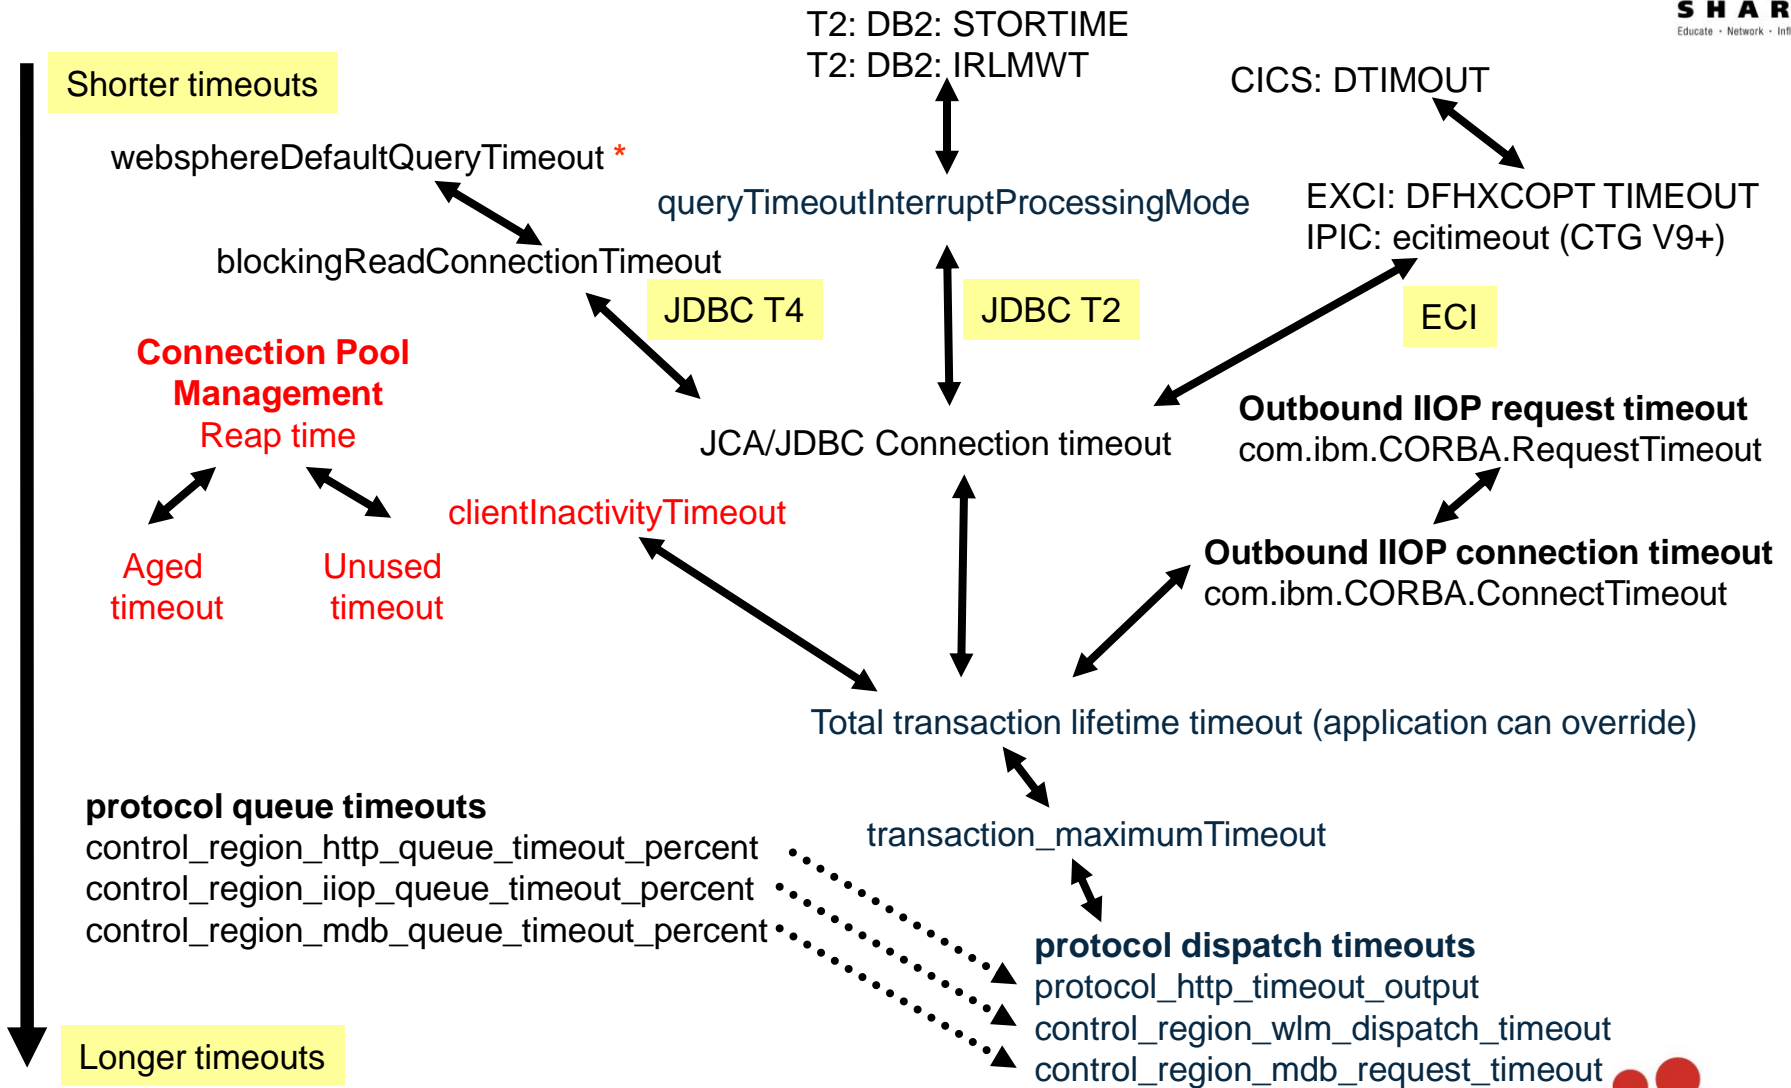 SHAR
Educate · Network · Infl
T2: DB2: STORTIME
T2: DB2: IRLMWT
Shorter timeouts
CICS: DTIMOUT
websphereDefaultQueryTimeout *
queryTimeoutInterruptProcessingMode
EXCI: DFHXCOPT TIMEOUT
IPIC: ecitimeout (CTG V9+)
blockingReadConnectionTimeout
JDBC T4
JDBC T2
ECI
Connection Pool
Management
Reap time
JCA/JDBC Connection timeout
Outbound IIOP request timeout
com.ibm.CORBA.RequestTimeout
clientInactivityTimeout
Aged
timeout
Unused
timeout
Outbound IIOP connection timeout
com.ibm.CORBA.ConnectTimeout
Total transaction lifetime timeout (application can override)
protocol queue timeouts
control_region_http_queue_timeout_percent
control_region_iiop_queue_timeout_percent
control_region_mdb_queue_timeout_percent
transaction_maximumTimeout
protocol dispatch timeouts
protocol_http_timeout_output
control_region_wlm_dispatch_timeout
control_region_mdb_request_timeout
Longer timeouts